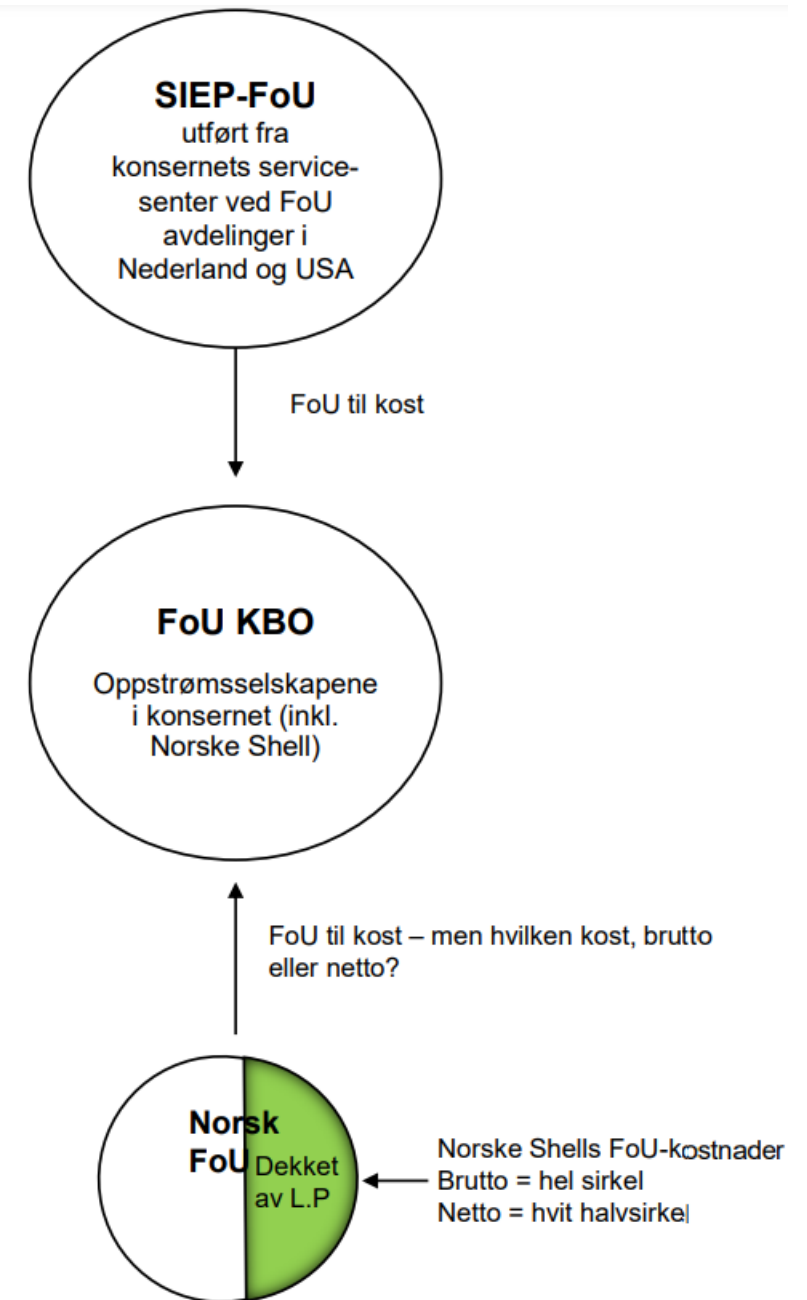 SIEP-FoU
utført fra
konsernets service-
senter ved FoU
avdelinger i
Nederland og USA
FoU til kost
FoU KBO
Oppstrømsselskapene
i konsernet (inkl.
Norske Shell)
FoU til kost – men hvilken kost, brutto
eller netto?
Norsk
FoU
Dekket
av L.P
Norske Shells FoU-kostnader
Brutto = hel sirkel
Netto = hvit halvsirkel